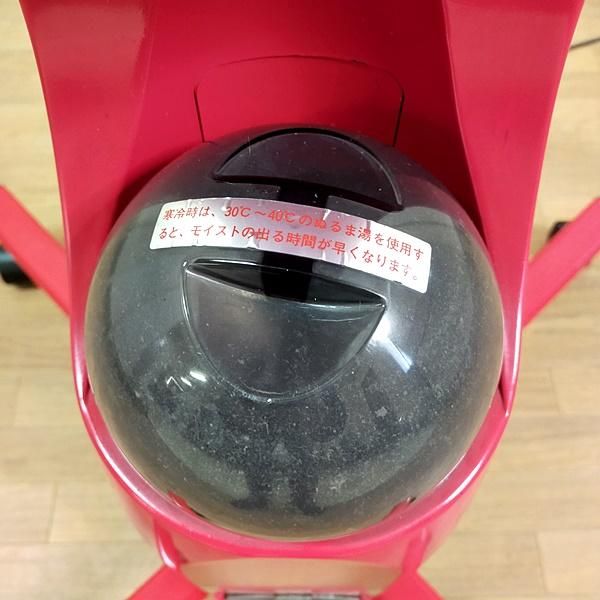 寒冷時は、30℃～40℃のぬるま湯を使用す
ると、モイストの出る時間が早くなります。